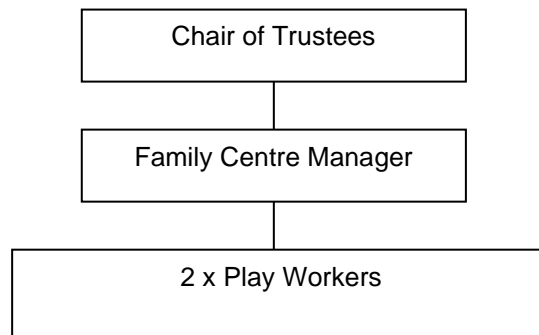 Chair of Trustees
Family Centre Manager
2 x Play Workers